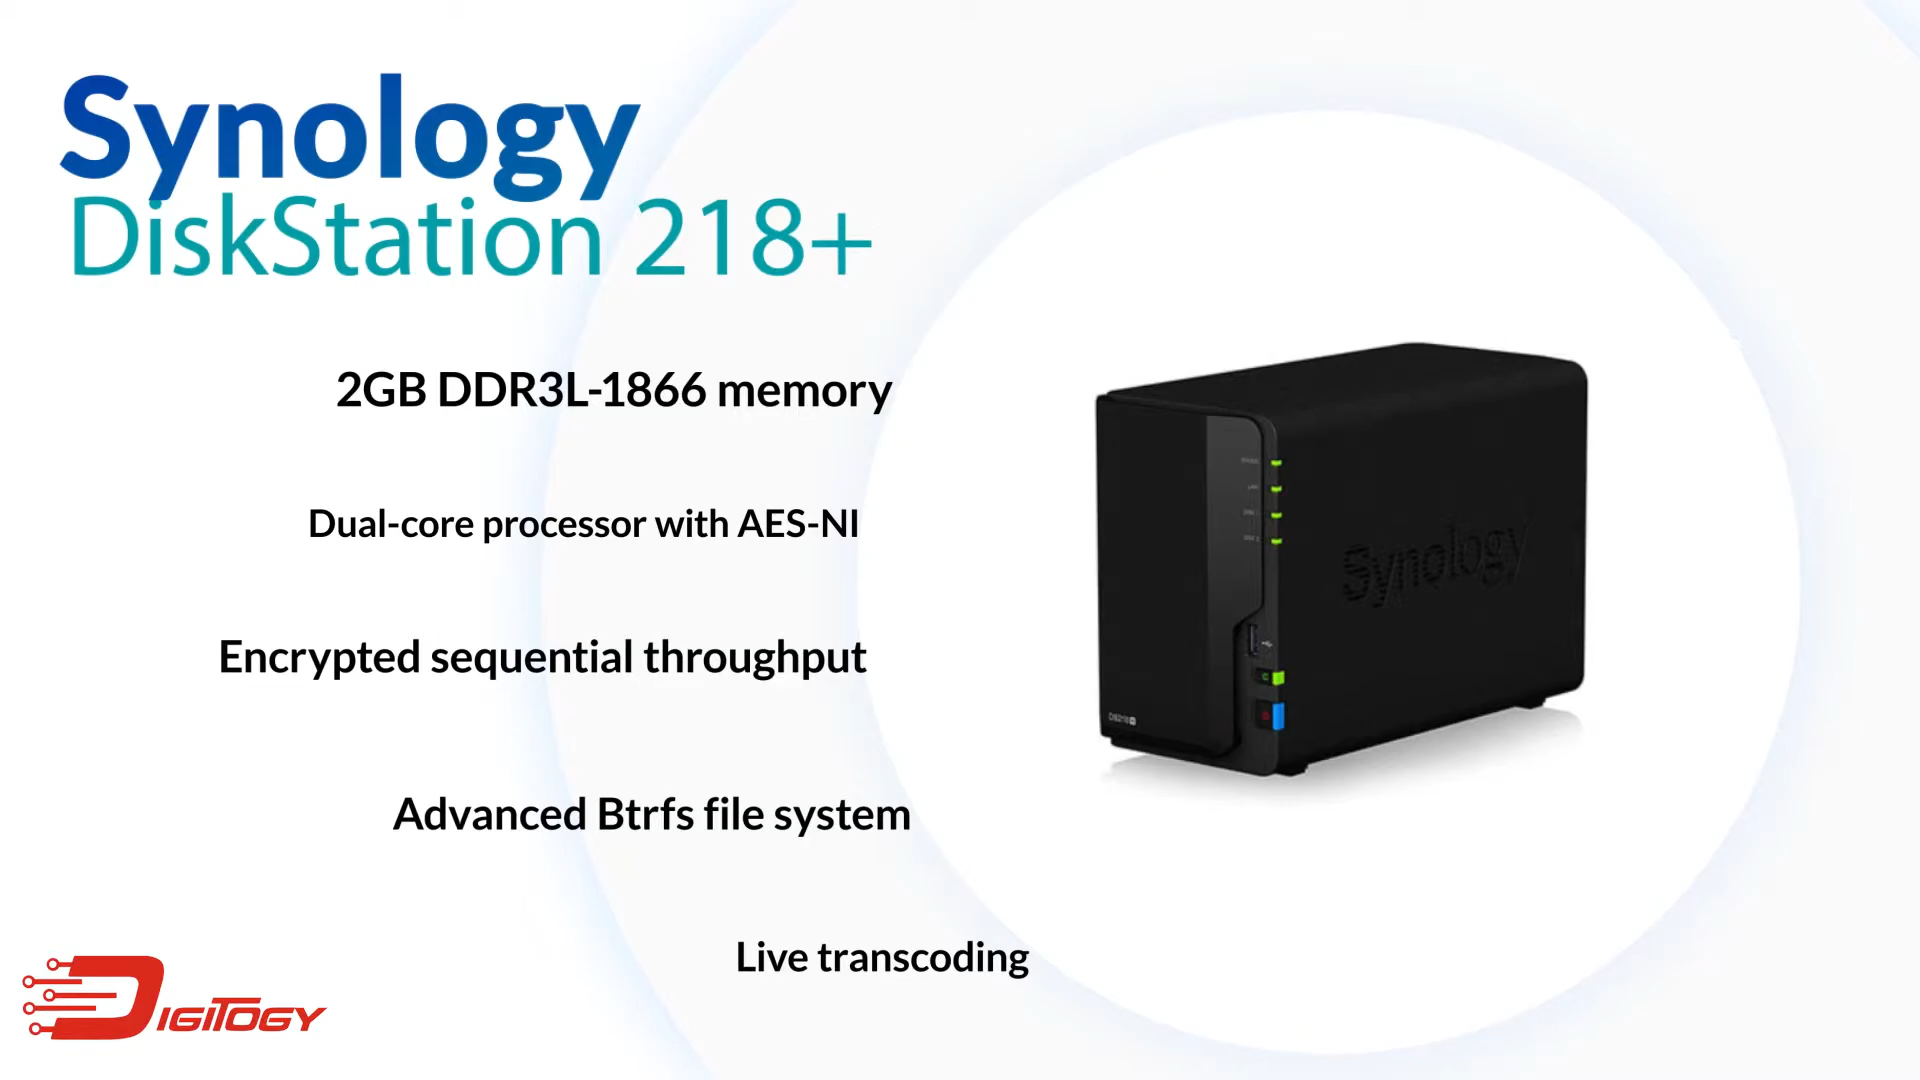 Synology
DiskStation 218+
2GB DDR3L-1866 memory
Dual-core processor with AES-NI
Encrypted sequential throughput
Advanced Btrfs file system
Live transcoding
Synology
DS218+
DIGITOGY